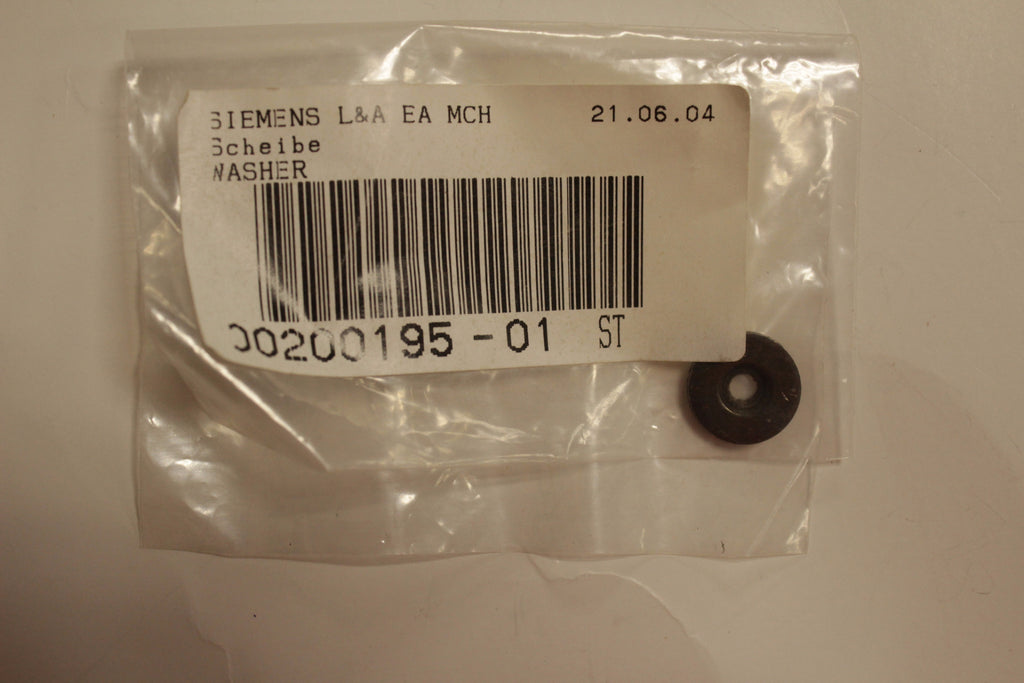 SIEMENS L&A EA MCH 21.06.04
Scheibe
WASHER
00200195-01 ST